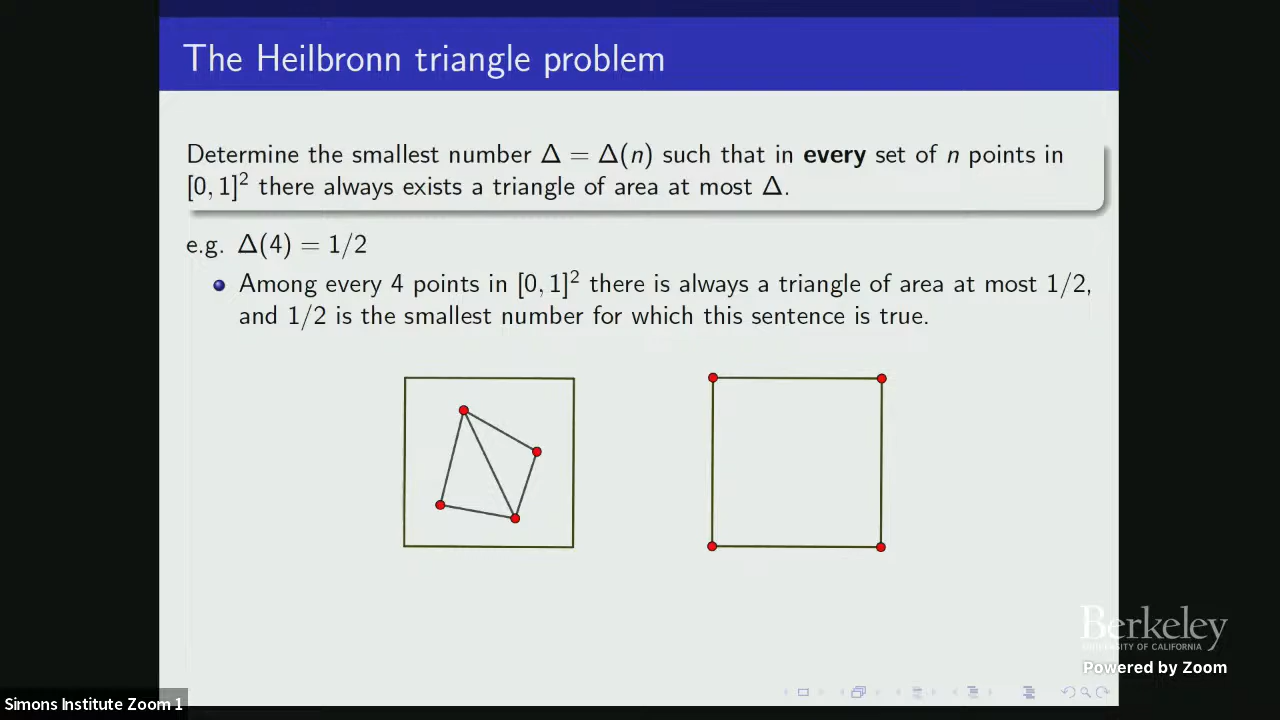 The Heilbronn triangle problem
Determine the smallest number Δ = Δ(n) such that in every set of n points in
[0, 1]² there always exists a triangle of area at most Δ.
e.g. Δ(4) = 1/2
Among every 4 points in [0, 1]² there is always a triangle of area at most 1/2,
and 1/2 is the smallest number for which this sentence is true.
Berkeley
UNIVERSITY OF CALIFORNIA
Powered by Zoom
Simons Institute Zoom 1